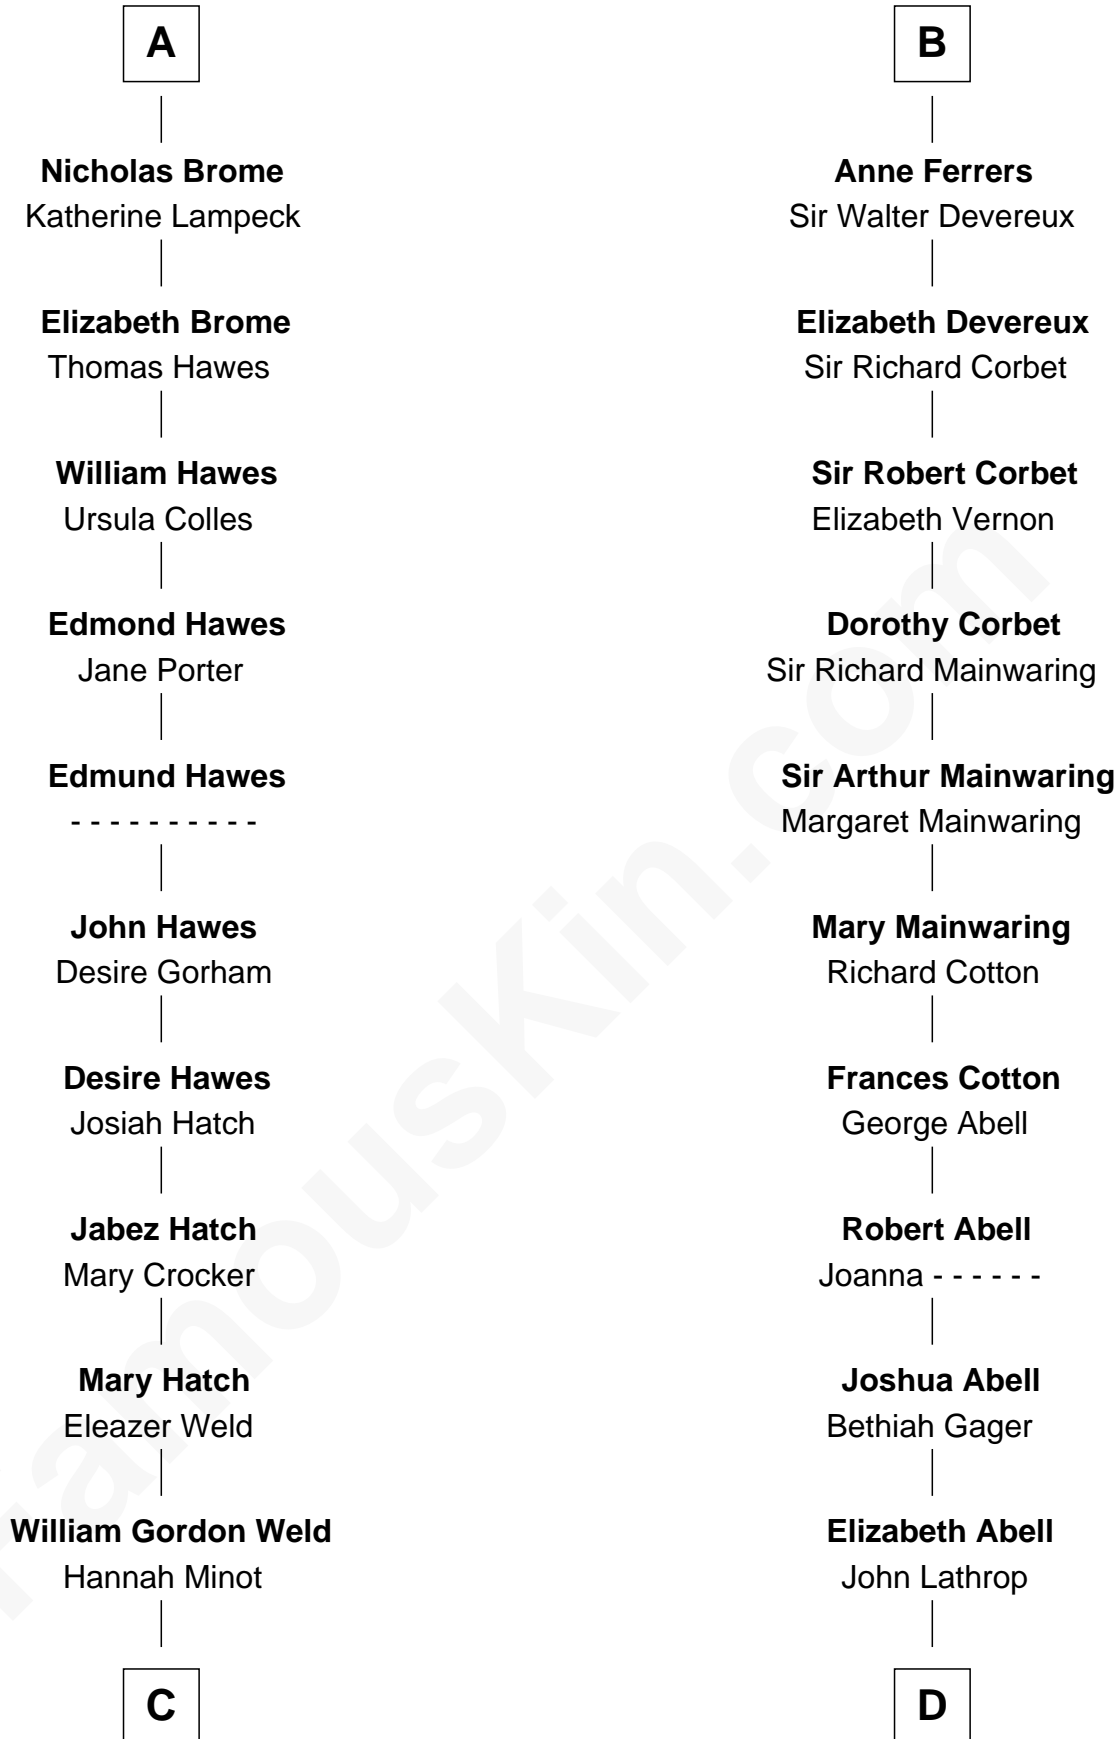 A
Nicholas Brome
Katherine Lampeck
Elizabeth Brome
Thomas Hawes
William Hawes
Ursula Colles
Edmond Hawes
Jane Porter
Edmund Hawes
- - - - - - - - - -
John Hawes
Desire Gorham
Desire Hawes
Josiah Hatch
Jabez Hatch
Mary Crocker
Mary Hatch
Eleazer Weld
William Gordon Weld
Hannah Minot
C
B
Anne Ferrers
Sir Walter Devereux
Elizabeth Devereux
Sir Richard Corbet
Sir Robert Corbet
Elizabeth Vernon
Dorothy Corbet
Sir Richard Mainwaring
Sir Arthur Mainwaring
Margaret Mainwaring
Mary Mainwaring
Richard Cotton
Frances Cotton
George Abell
Robert Abell
Joanna - - - - - -
Joshua Abell
Bethiah Gager
Elizabeth Abell
John Lathrop
D
FamousKin.com